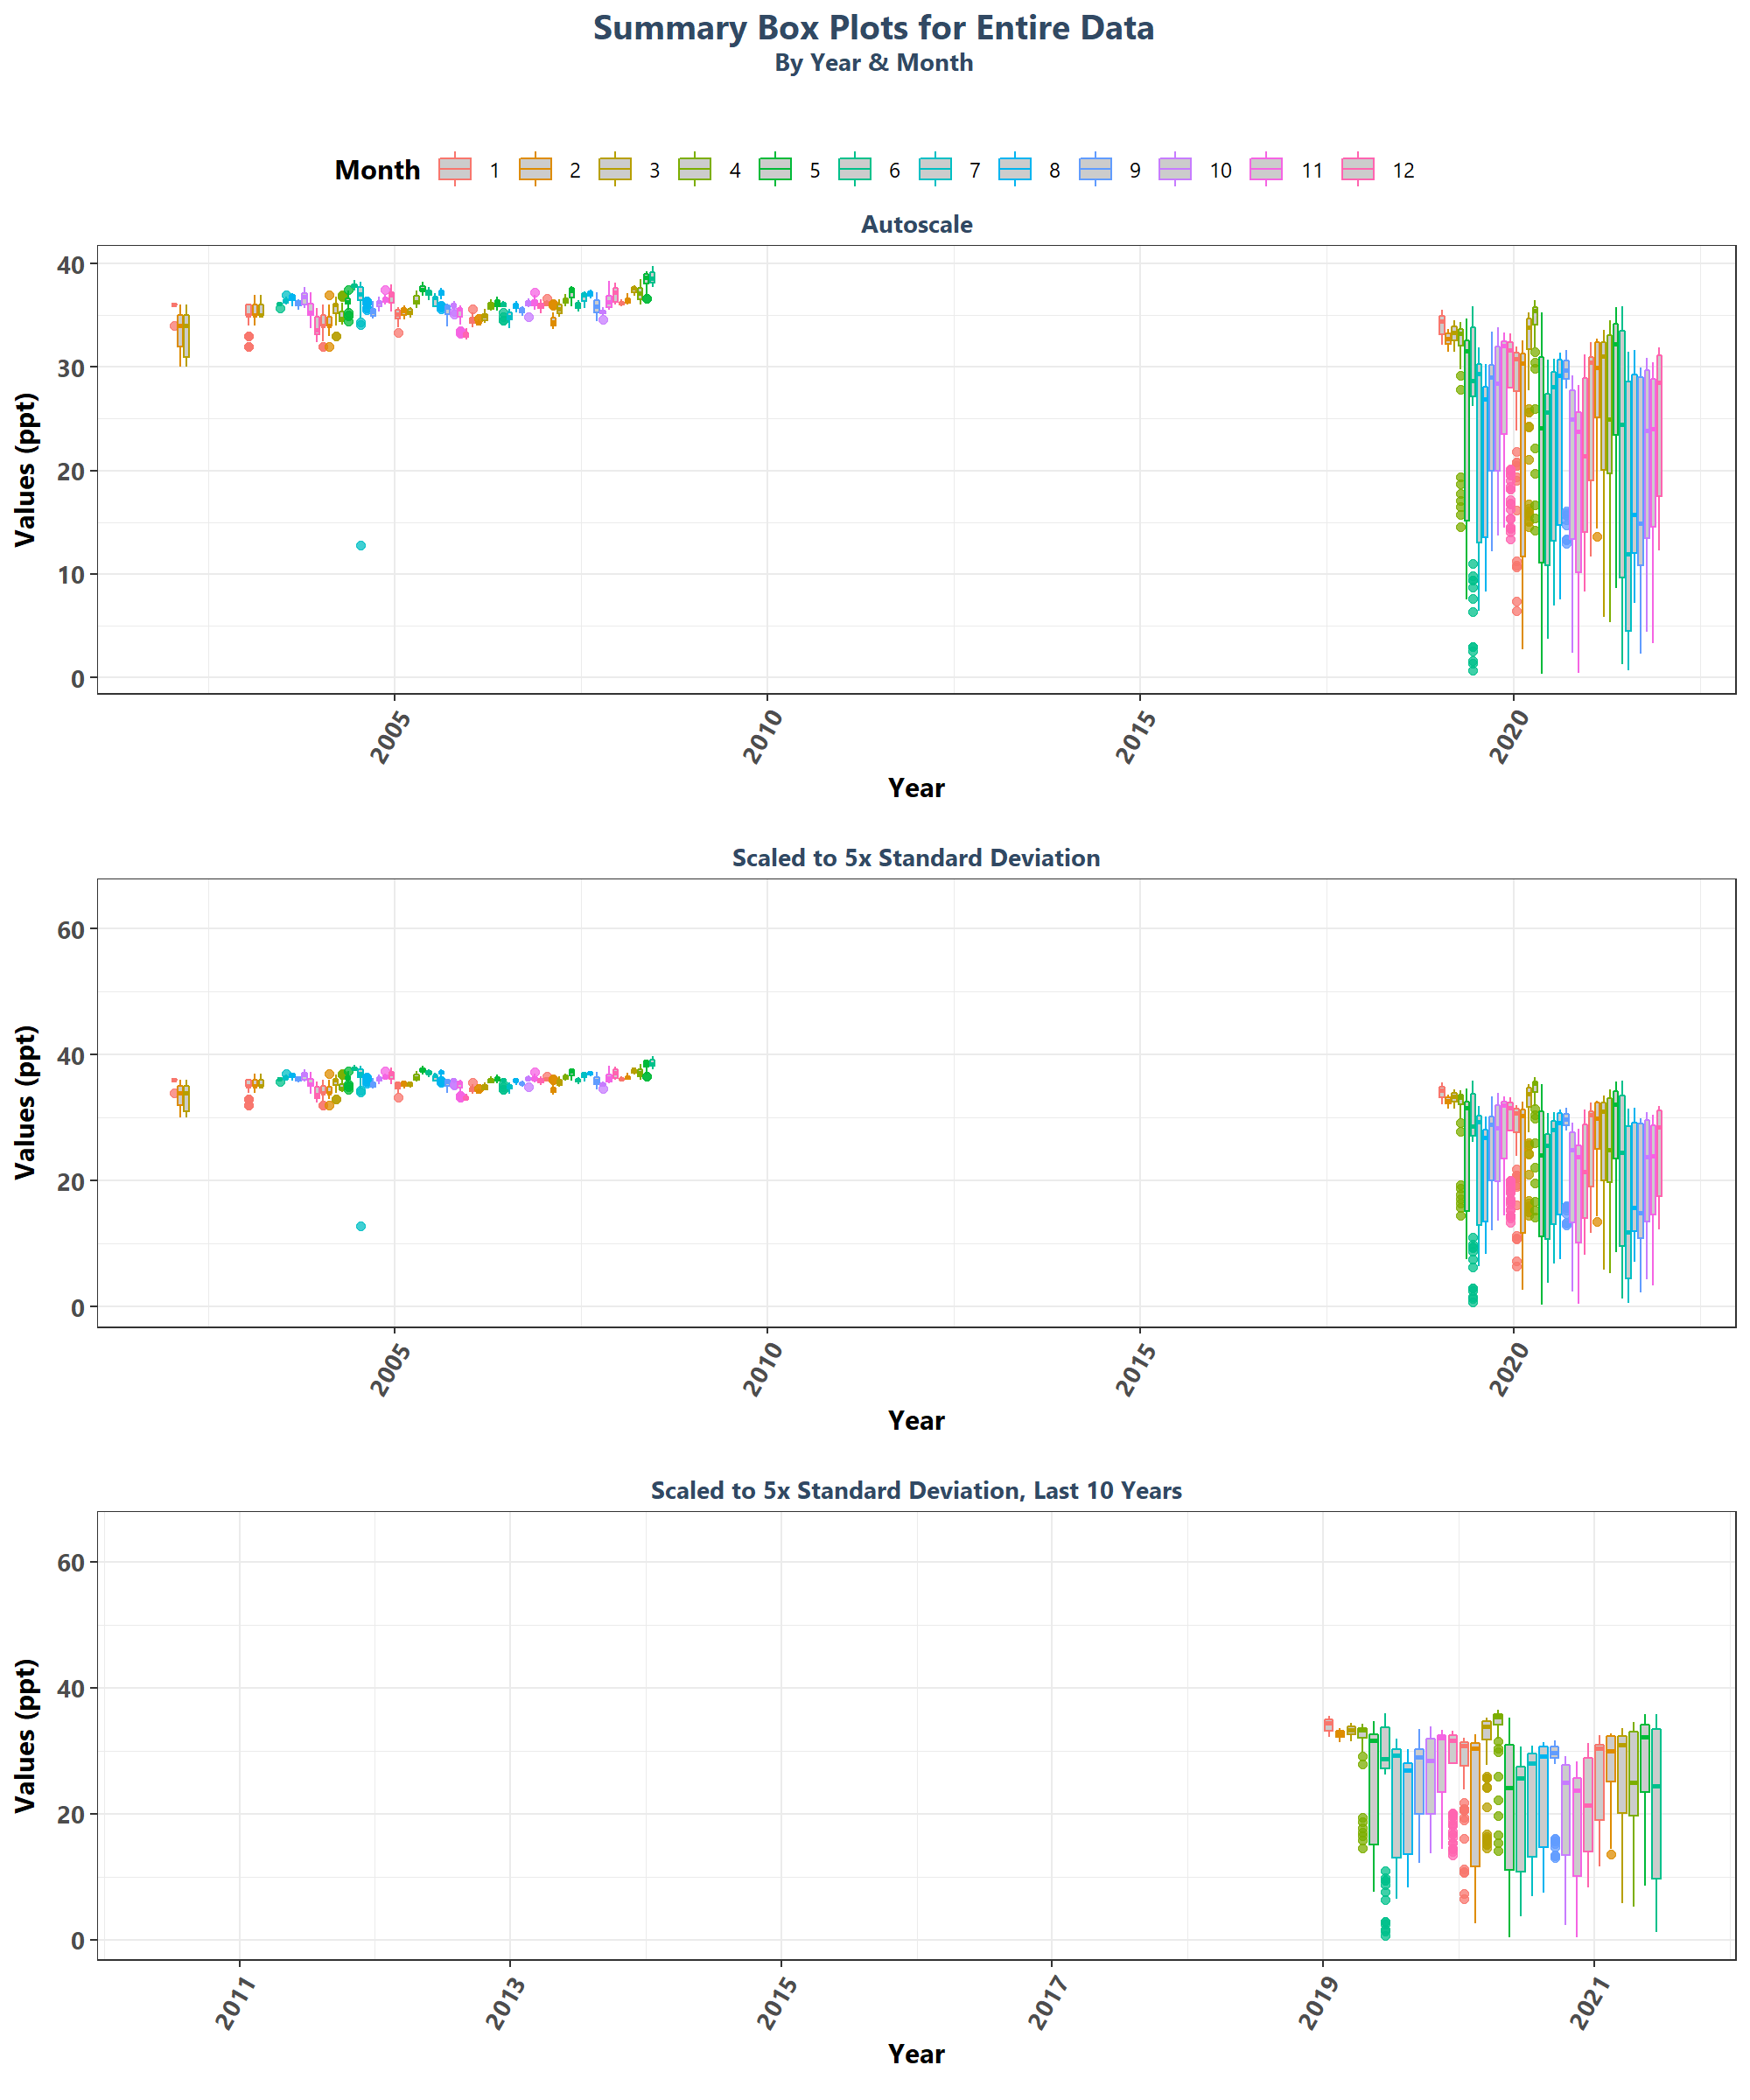 Summary Box Plots for Entire Data
By Year & Month
Month 1 2 3 4 5 6 7 8 9 10 11 12
Autoscale
Values (ppt)
40
30
20
10
0
2005 2010 2015 2020
Year
Scaled to 5x Standard Deviation
Values (ppt)
60
40
20
0
2005 2010 2015 2020
Year
Scaled to 5x Standard Deviation, Last 10 Years
Values (ppt)
60
40
20
0
2011 2013 2015 2017 2019 2021
Year